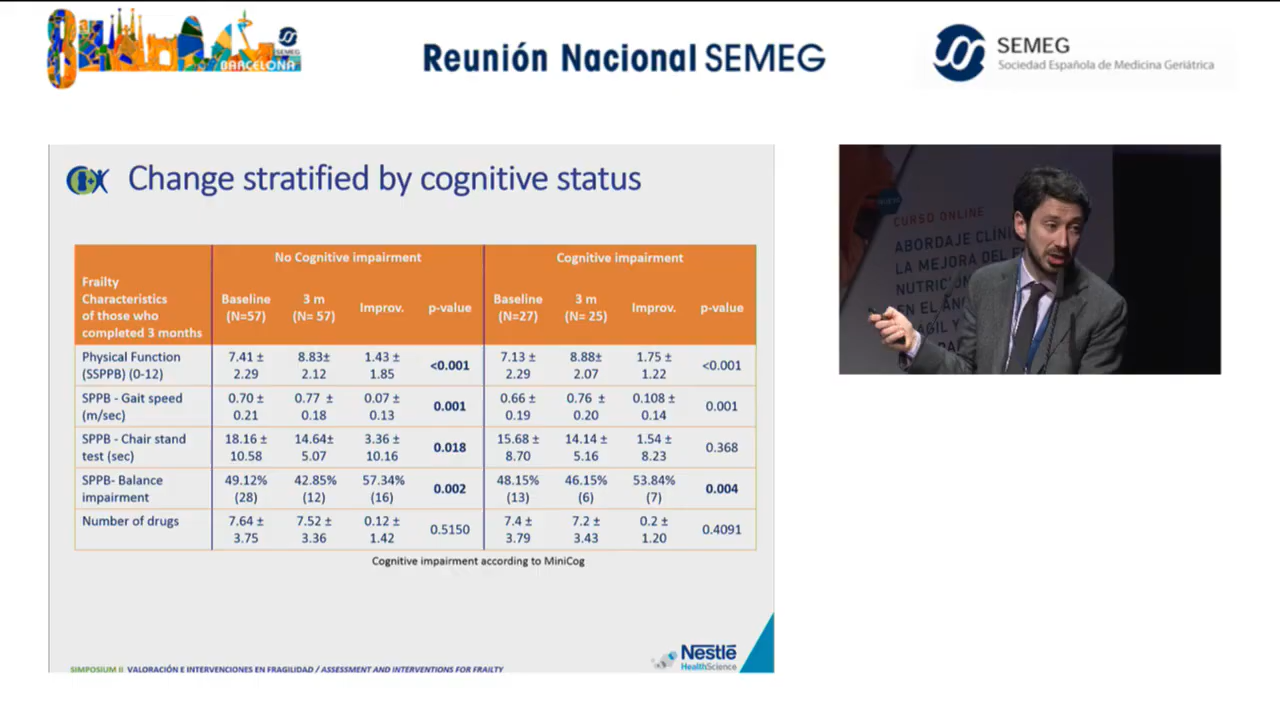 8
SEMEG
BARCELONA
Reunión Nacional SEMEG
SEMEG
Sociedad Española de Medicina Geriátrica
Change stratified by cognitive status
No Cognitive impairment
Cognitive impairment
Frailty
Characteristics
of those who
completed 3 months
Baseline
(N=57)
3 m
(N= 57)
Improv.
p-value
Baseline
(N=27)
3 m
(N= 25)
Improv.
p-value
Physical Function
(SSPPB) (0-12)
7.41 ±
2.29
8.83±
2.12
1.43 ±
1.85
<0.001
7.13 ±
2.29
8.88±
2.07
1.75 ±
1.22
<0.001
SPPB - Gait speed
(m/sec)
0.70 ±
0.21
0.77 ±
0.18
0.07 ±
0.13
0.001
0.66 ±
0.19
0.76 ±
0.20
0.108 ±
0.14
0.001
SPPB - Chair stand
test (sec)
18.16 ±
10.58
14.64±
5.07
3.36 ±
10.16
0.018
15.68 ±
8.70
14.14 ±
5.16
1.54 ±
8.23
0.368
SPPB- Balance
impairment
49.12%
(28)
42.85%
(12)
57.34%
(16)
0.002
48.15%
(13)
46.15%
(6)
53.84%
(7)
0.004
Number of drugs
7.64 ±
3.75
7.52 ±
3.36
0.12 ±
1.42
0.5150
7.4 ±
3.79
7.2 ±
3.43
0.2 ±
1.20
0.4091
Cognitive impairment according to MiniCog
SIMPOSIUM II VALORACIÓN E INTERVENCIONES EN FRAGILIDAD / ASSESSMENT AND INTERVENTIONS FOR FRAILTY
Nestlé
HealthScience
CURSO ONLINE
ABORDAJE CLÍNI
LA MEJORA DEL E
NUTRICION
EN EL AN
ÁGIL Y